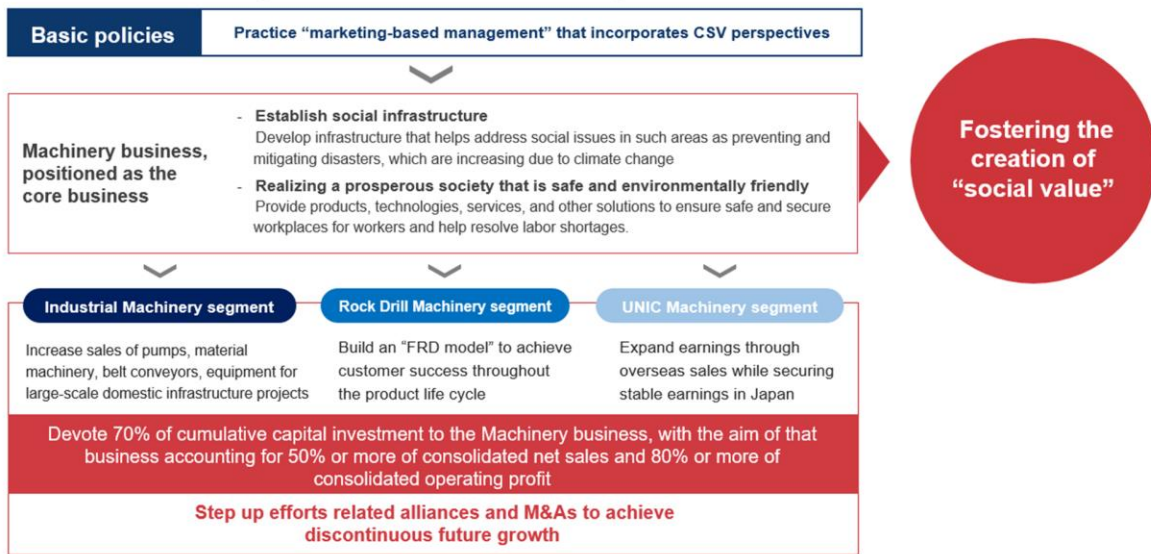 Basic policies
Practice “marketing-based management” that incorporates CSV perspectives
Machinery business,
positioned as the
core business
- Establish social infrastructure
Develop infrastructure that helps address social issues in such areas as preventing and
mitigating disasters, which are increasing due to climate change
- Realizing a prosperous society that is safe and environmentally friendly
Provide products, technologies, services, and other solutions to ensure safe and secure
workplaces for workers and help resolve labor shortages.
Fostering the
creation of
“social value”
Industrial Machinery segment
Increase sales of pumps, material
machinery, belt conveyors, equipment for
large-scale domestic infrastructure projects
Rock Drill Machinery segment
Build an “FRD model” to achieve
customer success throughout
the product life cycle
UNIC Machinery segment
Expand earnings through
overseas sales while securing
stable earnings in Japan
Devote 70% of cumulative capital investment to the Machinery business, with the aim of that
business accounting for 50% or more of consolidated net sales and 80% or more of
consolidated operating profit
Step up efforts related alliances and M&As to achieve
discontinuous future growth